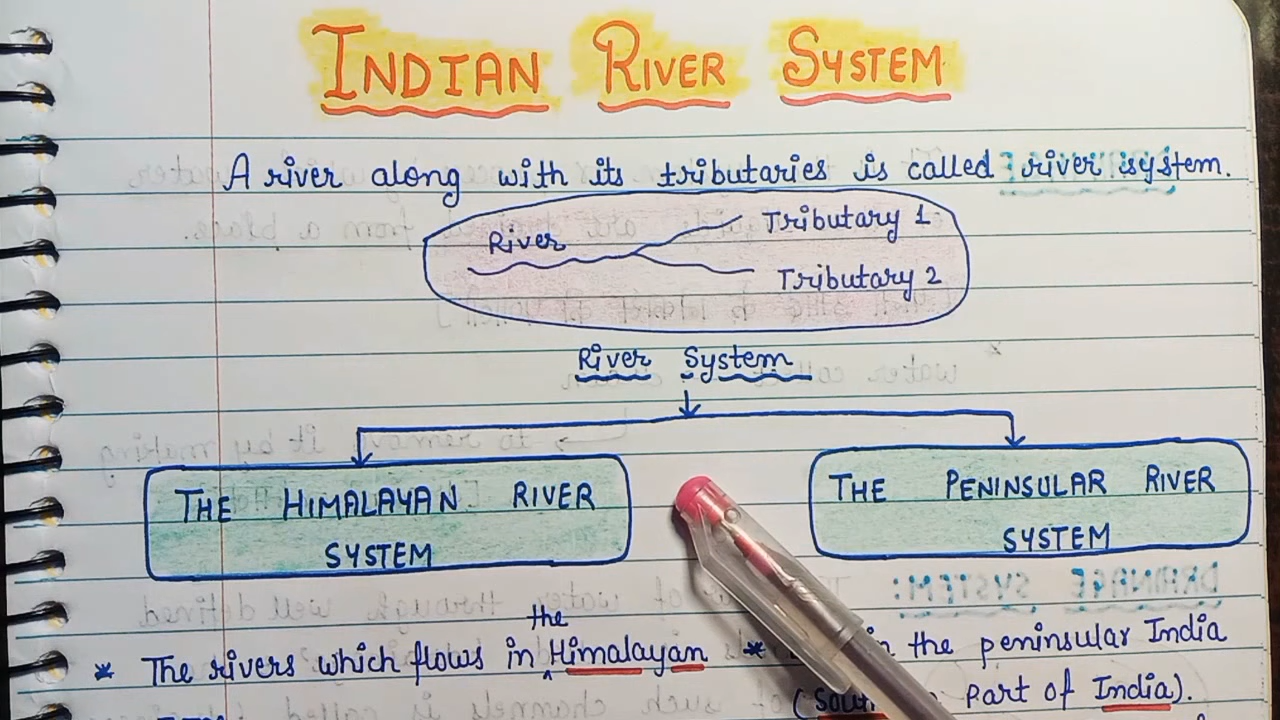 INDIAN RIVER SYSTEM
A river along with its tributaries is called river system.
River
Tributary 1
Tributary 2
River System
THE HIMALAYAN RIVER
SYSTEM
THE PENINSULAR RIVER
SYSTEM
the
* The rivers which flows in ^ Himalayan
* in the peninsular India
( part of India).